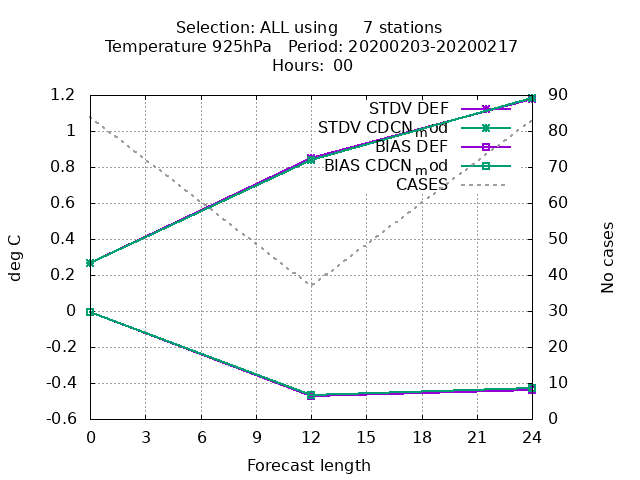 Selection: ALL using 7 stations
Temperature 925hPa Period: 20200203-20200217
Hours: 00
1.2
1
0.8
0.6
0.4
0.2
0
-0.2
-0.4
-0.6
deg C
STDV DEF
STDV CDCN_mod
BIAS DEF
BIAS CDCN_mod
CASES
90
80
70
60
50
40
30
20
10
0
No cases
0 3 6 9 12 15 18 21 24
Forecast length